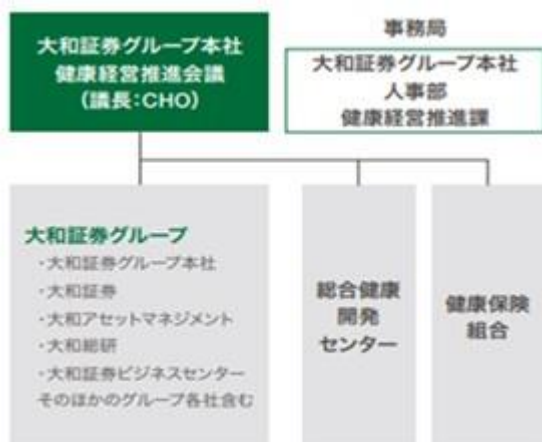 大和証券グループ本社
健康経営推進会議
（議長：CHO）
事務局
大和証券グループ本社
人事部
健康経営推進課
大和証券グループ
・大和証券グループ本社
・大和証券
・大和アセットマネジメント
・大和総研
・大和証券ビジネスセンター
そのほかのグループ各社含む
総合健康
開発
センター
健康保険
組合